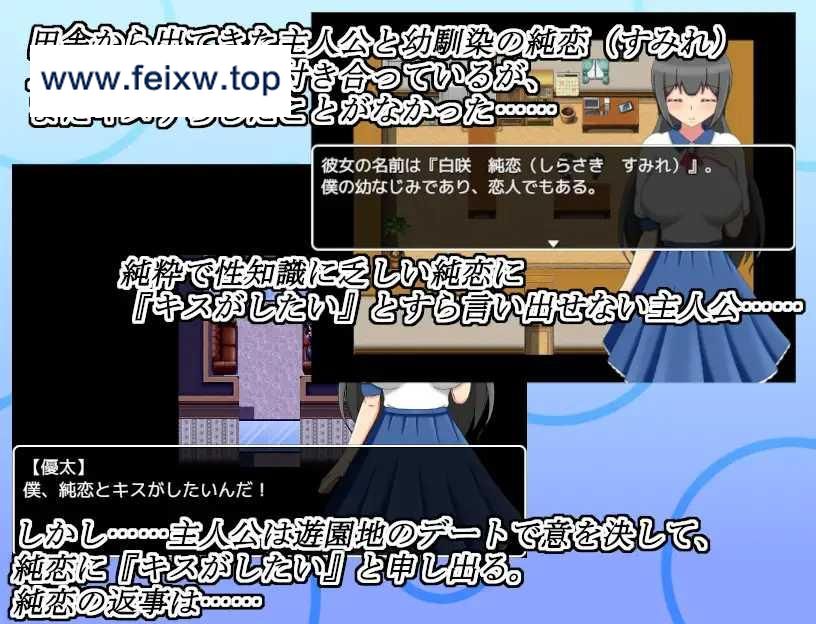 田舎から出てきた主人公と幼馴染の純恋（すみれ）
www.feixw.top
付き合っているが、
まだキスすらしたことがなかった……
彼女の名前は『白咲　純恋（しらさき　すみれ）』。
僕の幼なじみであり、恋人でもある。
純粋で性知識に乏しい純恋に
『キスがしたい』とすら言い出せない主人公……
【優太】
僕、純恋とキスがしたいんだ！
しかし……主人公は遊園地のデートで意を決して、
純恋に『キスがしたい』と申し出る。
純恋の返事は……